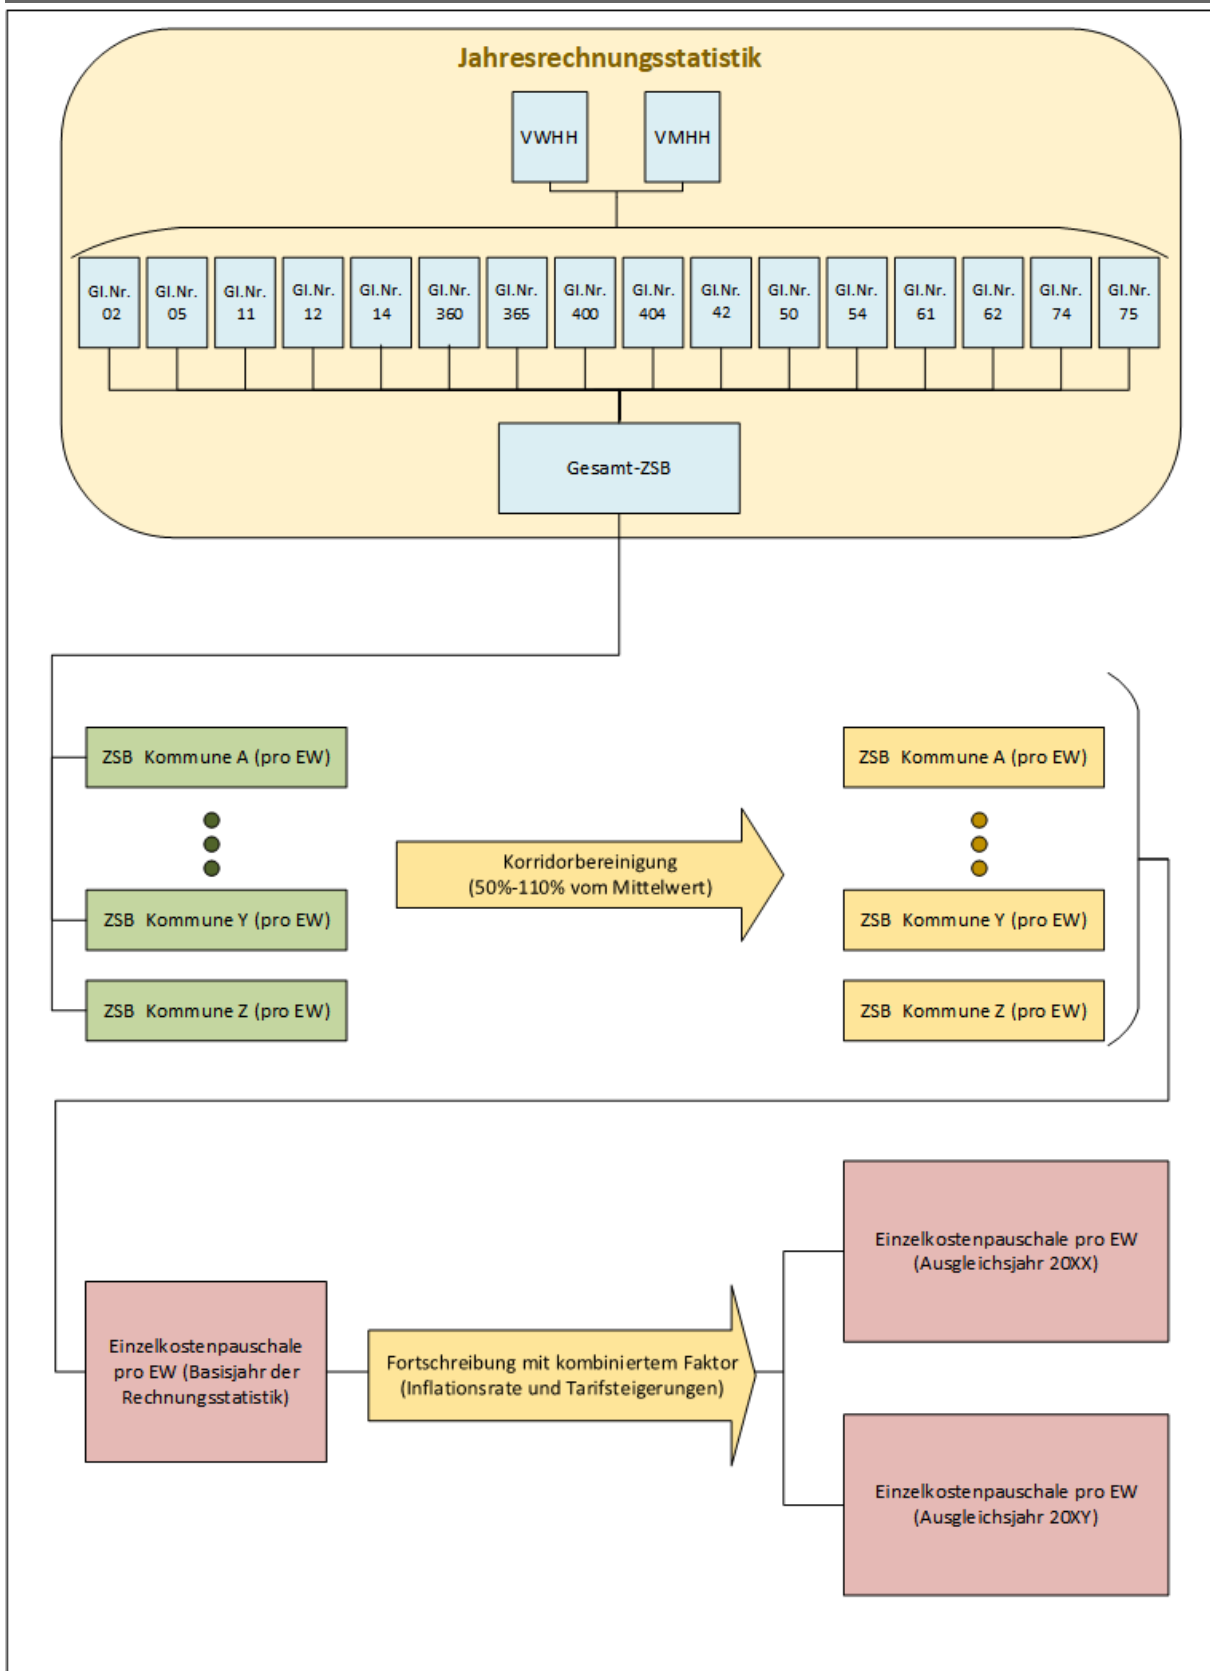 Jahresrechnungsstatistik
VWHH
VMHH
Gl.Nr.
02
Gl.Nr.
05
Gl.Nr.
11
Gl.Nr.
12
Gl.Nr.
14
Gl.Nr.
360
Gl.Nr.
365
Gl.Nr.
400
Gl.Nr.
404
Gl.Nr.
42
Gl.Nr.
50
Gl.Nr.
54
Gl.Nr.
61
Gl.Nr.
62
Gl.Nr.
74
Gl.Nr.
75
Gesamt-ZSB
ZSB Kommune A (pro EW)
ZSB Kommune Y (pro EW)
ZSB Kommune Z (pro EW)
Korridorbereinigung
(50%-110% vom Mittelwert)
ZSB Kommune A (pro EW)
ZSB Kommune Y (pro EW)
ZSB Kommune Z (pro EW)
Einzelkostenpauschale
pro EW (Basisjahr der
Rechnungsstatistik)
Fortschreibung mit kombiniertem Faktor
(Inflationsrate und Tarifsteigerungen)
Einzelkostenpauschale pro EW
(Ausgleichsjahr 20XX)
Einzelkostenpauschale pro EW
(Ausgleichsjahr 20XY)